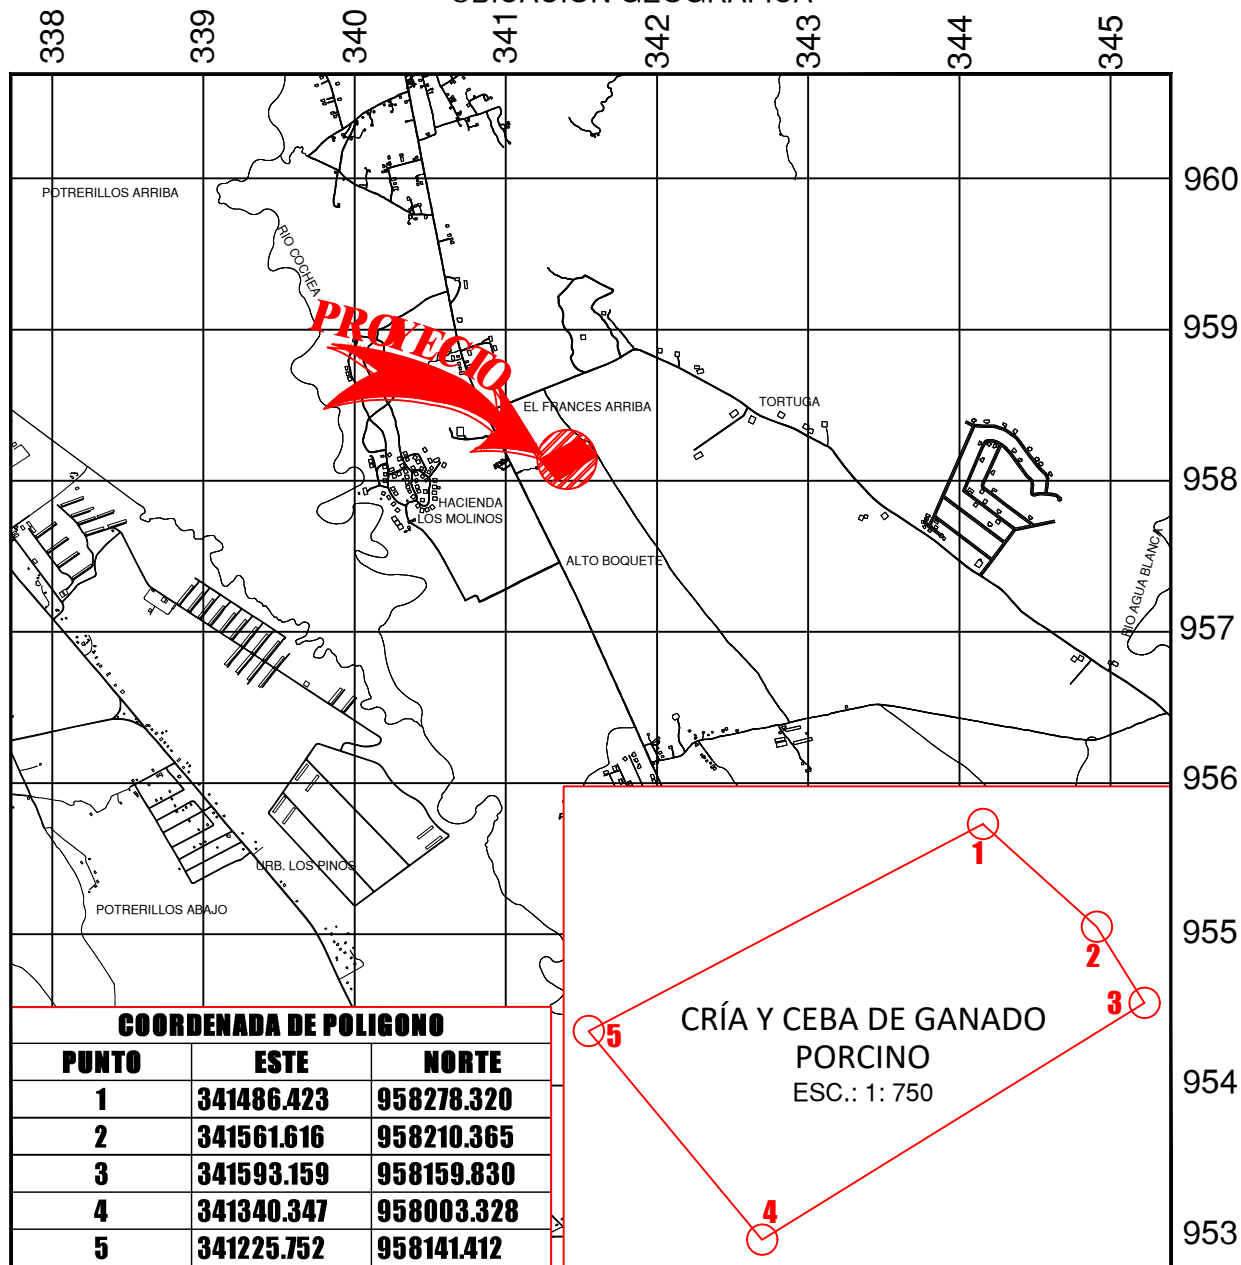 UBICACIÓN GEOGRÁFICA
338 339 340 341 342 343 344 345
960
POTRERILLOS ARRIBA
RIO COCHEA
959
PROYECTO
EL FRANCES ARRIBA
TORTUGA
958
HACIENDA
LOS MOLINOS
ALTO BOQUETE
RIO AGUA BLANCA
957
956
URB. LOS PINOS
POTRERILLOS ABAJO
955
954
953
1
2
3
4
5
CRÍA Y CEBA DE GANADO
PORCINO
ESC.: 1: 750
COORDENADA DE POLIGONO
PUNTO ESTE NORTE
1 341486.423 958278.320
2 341561.616 958210.365
3 341593.159 958159.830
4 341340.347 958003.328
5 341225.752 958141.412